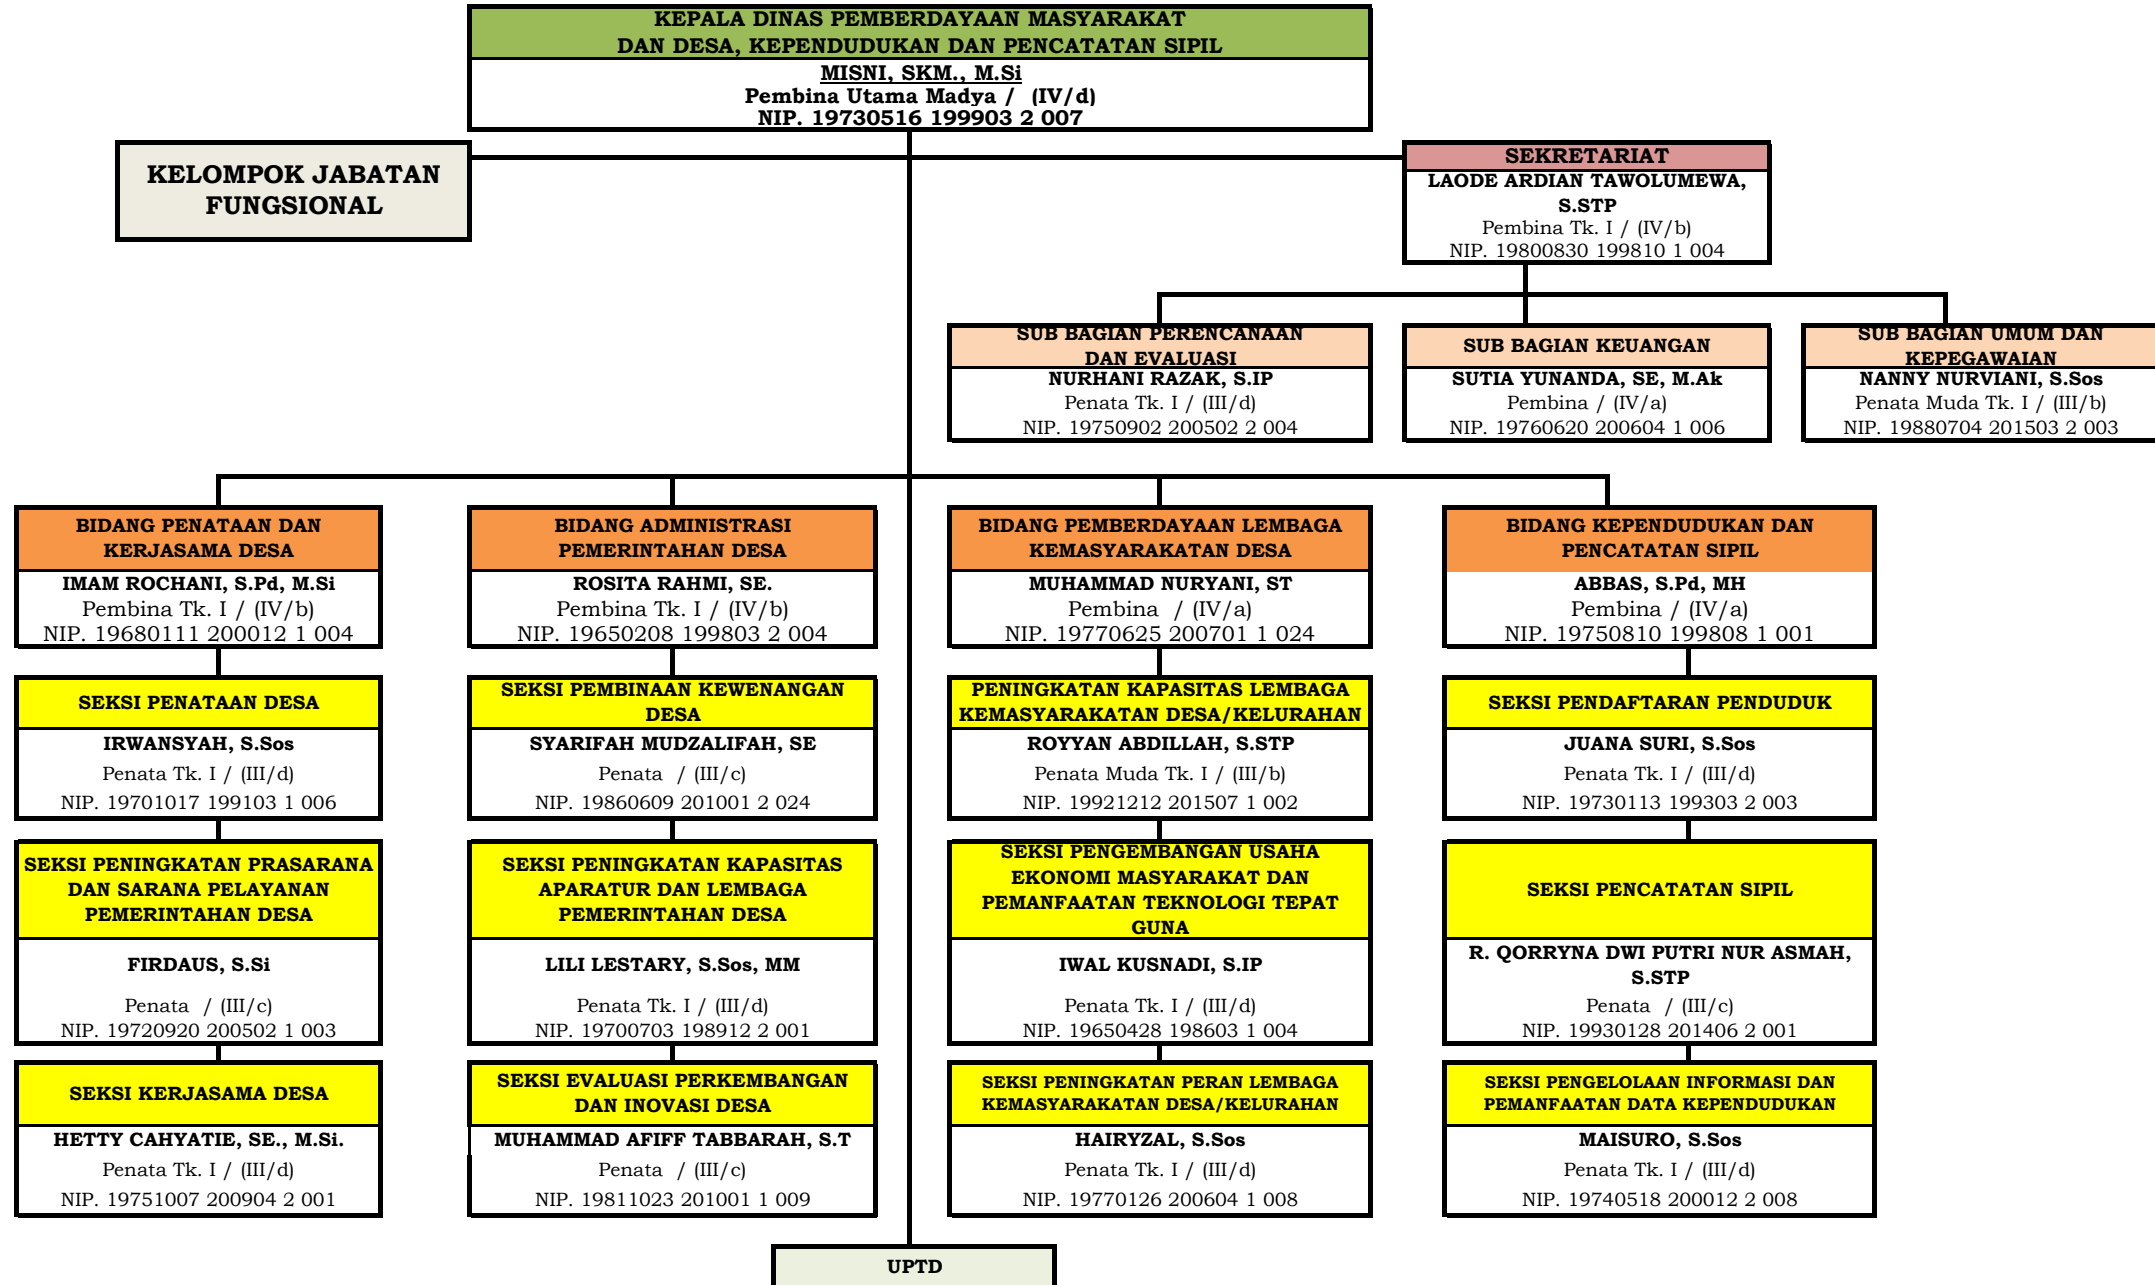 KEPALA DINAS PEMBERDAYAAN MASYARAKAT
DAN DESA, KEPENDUDUKAN DAN PENCATATAN SIPIL
MISNI, SKM., M.Si
Pembina Utama Madya / (IV/d)
NIP. 19730516 199903 2 007
KELOMPOK JABATAN
FUNGSIONAL
SEKRETARIAT
LAODE ARDIAN TAWOLUMEWA,
S.STP
Pembina Tk. I / (IV/b)
NIP. 19800830 199810 1 004
SUB BAGIAN PERENCANAAN
DAN EVALUASI
NURHANI RAZAK, S.IP
Penata Tk. I / (III/d)
NIP. 19750902 200502 2 004
SUB BAGIAN KEUANGAN
SUTIA YUNANDA, SE, M.Ak
Pembina / (IV/a)
NIP. 19760620 200604 1 006
SUB BAGIAN UMUM DAN
KEPEGAWAIAN
NANNY NURVIANI, S.Sos
Penata Muda Tk. I / (III/b)
NIP. 19880704 201503 2 003
BIDANG PENATAAN DAN
KERJASAMA DESA
IMAM ROCHANI, S.Pd, M.Si
Pembina Tk. I / (IV/b)
NIP. 19680111 200012 1 004
SEKSI PENATAAN DESA
IRWANSYAH, S.Sos
Penata Tk. I / (III/d)
NIP. 19701017 199103 1 006
SEKSI PENINGKATAN PRASARANA
DAN SARANA PELAYANAN
PEMERINTAHAN DESA
FIRDAUS, S.Si
Penata / (III/c)
NIP. 19720920 200502 1 003
SEKSI KERJASAMA DESA
HETTY CAHYATIE, SE., M.Si.
Penata Tk. I / (III/d)
NIP. 19751007 200904 2 001
BIDANG ADMINISTRASI
PEMERINTAHAN DESA
ROSITA RAHMI, SE.
Pembina Tk. I / (IV/b)
NIP. 19650208 199803 2 004
SEKSI PEMBINAAN KEWENANGAN
DESA
SYARIFAH MUDZALIFAH, SE
Penata / (III/c)
NIP. 19860609 201001 2 024
SEKSI PENINGKATAN KAPASITAS
APARATUR DAN LEMBAGA
PEMERINTAHAN DESA
LILI LESTARY, S.Sos, MM
Penata Tk. I / (III/d)
NIP. 19700703 198912 2 001
SEKSI EVALUASI PERKEMBANGAN
DAN INOVASI DESA
MUHAMMAD AFIFF TABBARAH, S.T
Penata / (III/c)
NIP. 19811023 201001 1 009
BIDANG PEMBERDAYAAN LEMBAGA
KEMASYARAKATAN DESA
MUHAMMAD NURYANI, ST
Pembina / (IV/a)
NIP. 19770625 200701 1 024
PENINGKATAN KAPASITAS LEMBAGA
KEMASYARAKATAN DESA/KELURAHAN
ROYYAN ABDILLAH, S.STP
Penata Muda Tk. I / (III/b)
NIP. 19921212 201507 1 002
SEKSI PENGEMBANGAN USAHA
EKONOMI MASYARAKAT DAN
PEMANFAATAN TEKNOLOGI TEPAT
GUNA
IWAL KUSNADI, S.IP
Penata Tk. I / (III/d)
NIP. 19650428 198603 1 004
SEKSI PENINGKATAN PERAN LEMBAGA
KEMASYARAKATAN DESA/KELURAHAN
HAIRYZAL, S.Sos
Penata Tk. I / (III/d)
NIP. 19770126 200604 1 008
BIDANG KEPENDUDUKAN DAN
PENCATATAN SIPIL
ABBAS, S.Pd, MH
Pembina / (IV/a)
NIP. 19750810 199808 1 001
SEKSI PENDAFTARAN PENDUDUK
JUANA SURI, S.Sos
Penata Tk. I / (III/d)
NIP. 19730113 199303 2 003
SEKSI PENCATATAN SIPIL
R. QORRYNA DWI PUTRI NUR ASMAH,
S.STP
Penata / (III/c)
NIP. 19930128 201406 2 001
SEKSI PENGELOLAAN INFORMASI DAN
PEMANFAATAN DATA KEPENDUDUKAN
MAISURO, S.Sos
Penata Tk. I / (III/d)
NIP. 19740518 200012 2 008
UPTD